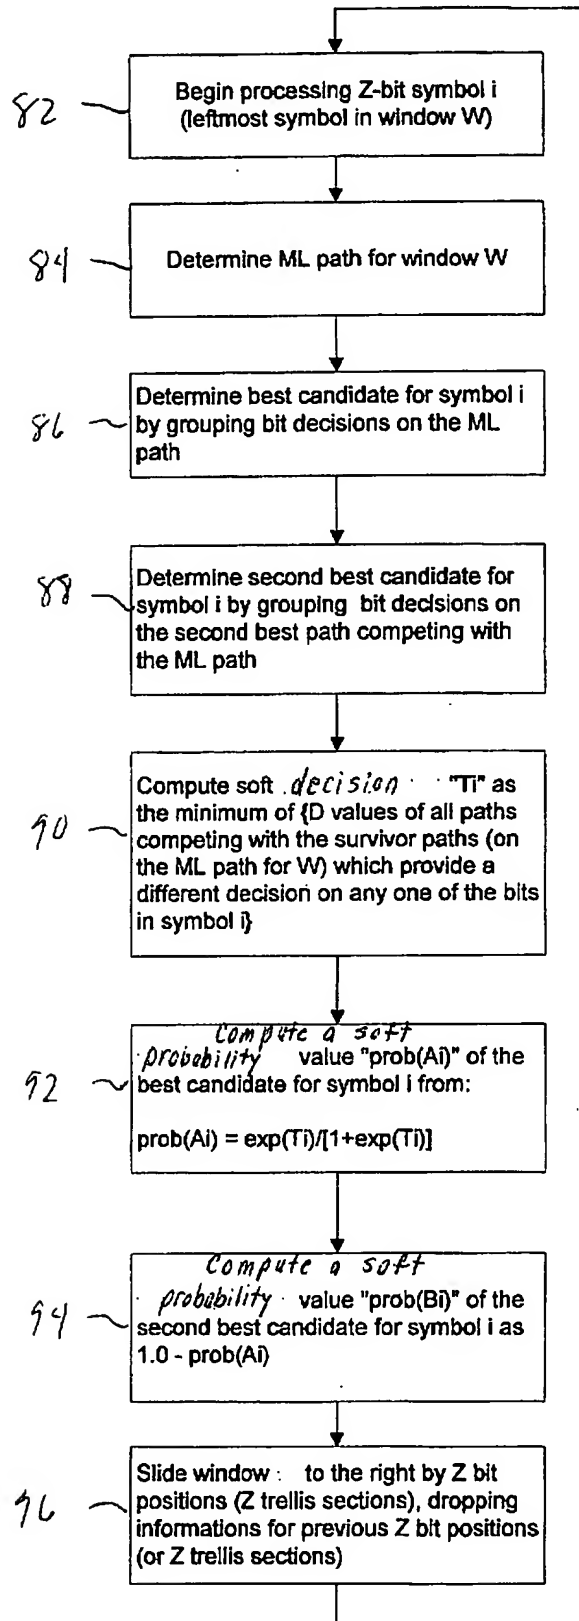 82
Begin processing Z-bit symbol i
(leftmost symbol in window W)
84
Determine ML path for window W
86
Determine best candidate for symbol i
by grouping bit decisions on the ML
path
88
Determine second best candidate for
symbol i by grouping bit decisions on
the second best path competing with
the ML path
90
Compute soft decision "Ti" as
the minimum of {D values of all paths
competing with the survivor paths (on
the ML path for W) which provide a
different decision on any one of the bits
in symbol i}
92
Compute a soft
probability value "prob(Ai)" of the
best candidate for symbol i from:
prob(Ai) = exp(Ti)/[1+exp(Ti)]
94
Compute a soft
probability value "prob(Bi)" of the
second best candidate for symbol i as
1.0 - prob(Ai)
96
Slide window : to the right by Z bit
positions (Z trellis sections), dropping
informations for previous Z bit positions
(or Z trellis sections)